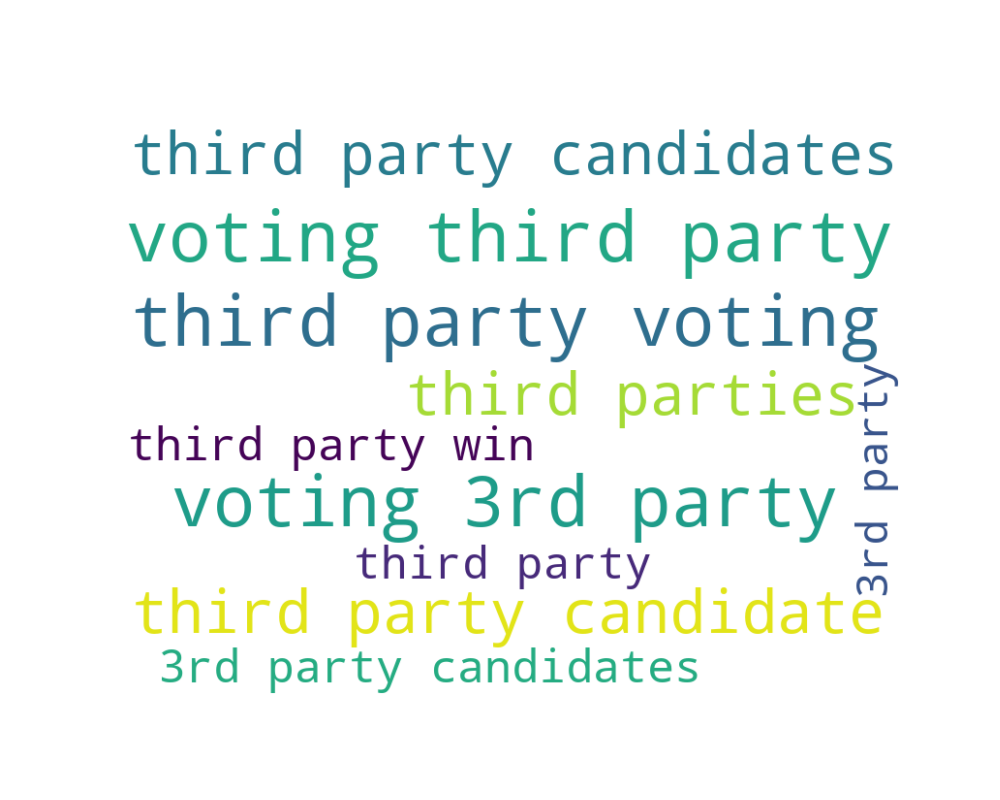 third party candidates
voting third party
third party voting
third parties
3rd party
third party win
voting 3rd party
third party
third party candidate
3rd party candidates